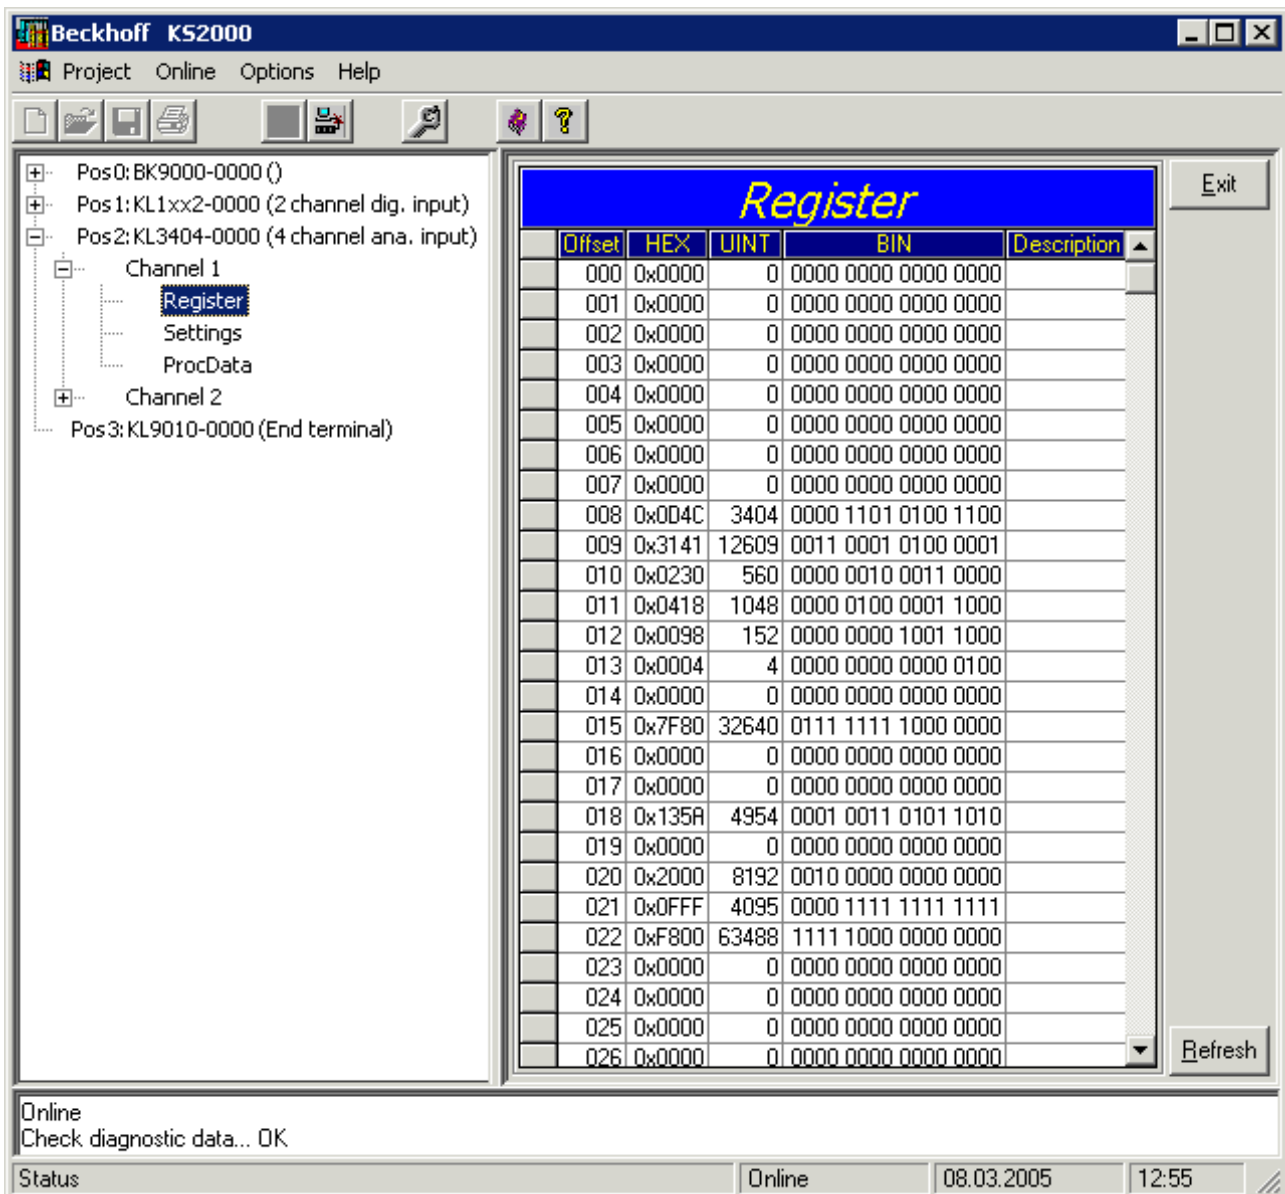 Beckhoff KS2000
Project Online Options Help
Pos0: BK9000-0000 ()
Pos1: KL1xx2-0000 (2 channel dig. input)
Pos2: KL3404-0000 (4 channel ana. input)
Channel 1
Register
Settings
ProcData
Channel 2
Pos3: KL9010-0000 (End terminal)
Register
Offset HEX UINT BIN Description
000 0x0000 0 0000 0000 0000 0000
001 0x0000 0 0000 0000 0000 0000
002 0x0000 0 0000 0000 0000 0000
003 0x0000 0 0000 0000 0000 0000
004 0x0000 0 0000 0000 0000 0000
005 0x0000 0 0000 0000 0000 0000
006 0x0000 0 0000 0000 0000 0000
007 0x0000 0 0000 0000 0000 0000
008 0x0D4C 3404 0000 1101 0100 1100
009 0x3141 12609 0011 0001 0100 0001
010 0x0230 560 0000 0010 0011 0000
011 0x0418 1048 0000 0100 0001 1000
012 0x0098 152 0000 0000 1001 1000
013 0x0004 4 0000 0000 0000 0100
014 0x0000 0 0000 0000 0000 0000
015 0x7F80 32640 0111 1111 1000 0000
016 0x0000 0 0000 0000 0000 0000
017 0x0000 0 0000 0000 0000 0000
018 0x135A 4954 0001 0011 0101 1010
019 0x0000 0 0000 0000 0000 0000
020 0x2000 8192 0010 0000 0000 0000
021 0x0FFF 4095 0000 1111 1111 1111
022 0xF800 63488 1111 1000 0000 0000
023 0x0000 0 0000 0000 0000 0000
024 0x0000 0 0000 0000 0000 0000
025 0x0000 0 0000 0000 0000 0000
026 0x0000 0 0000 0000 0000 0000
Exit
Refresh
Online
Check diagnostic data... OK
Status Online 08.03.2005 12:55